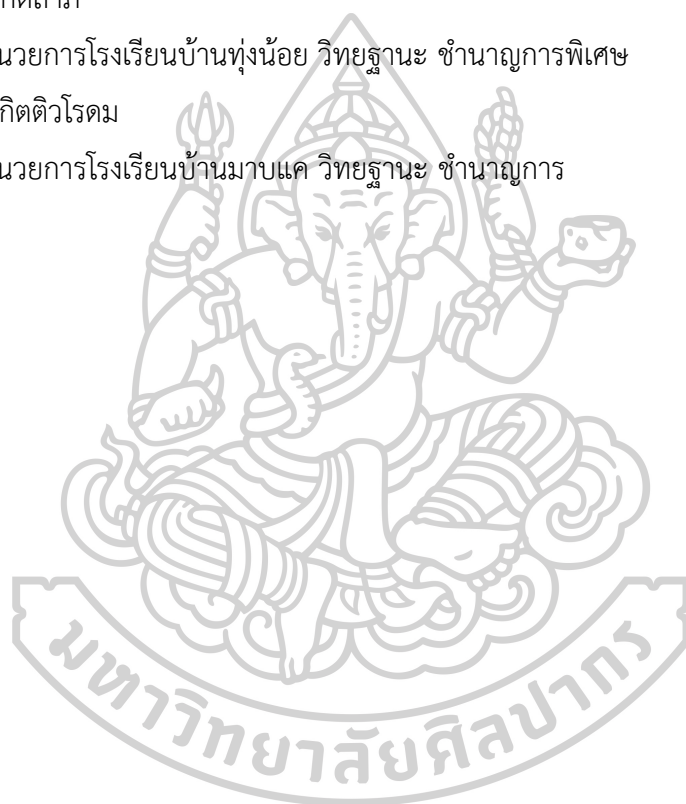 นวยการโรงเรียนบ้านทุ่งน้อย วิทยฐานะ ชำนาญการพิเศษ
กิตติวโรดม
นวยการโรงเรียนบ้านมาบแค วิทยฐานะ ชำนาญการ
มหาวิทยาลัยศิลปากร